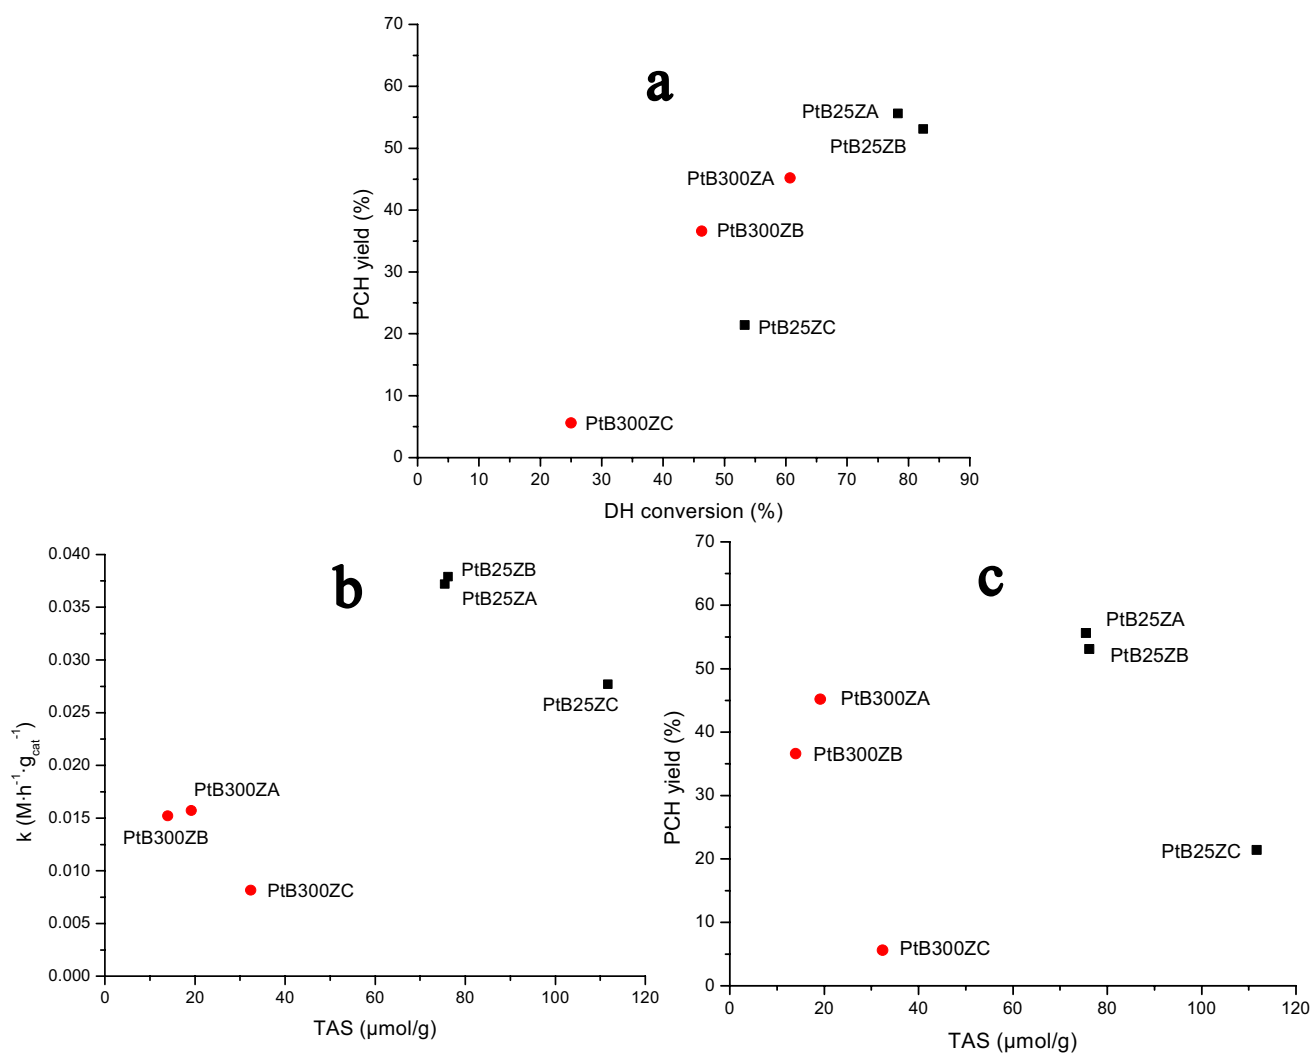 a
70
60
50
40
30
20
10
0
PCH yield (%)
PtB25ZA
PtB25ZB
PtB300ZA
PtB300ZB
PtB25ZC
PtB300ZC
0 10 20 30 40 50 60 70 80 90
DH conversion (%)
b
0.040
0.035
0.030
0.025
0.020
0.015
0.010
0.005
0.000
k (M·h⁻¹·g_cat⁻¹)
PtB25ZB
PtB25ZA
PtB25ZC
PtB300ZA
PtB300ZB
PtB300ZC
0 20 40 60 80 100 120
TAS (μmol/g)
c
70
60
50
40
30
20
10
0
PCH yield (%)
PtB25ZA
PtB25ZB
PtB300ZA
PtB300ZB
PtB25ZC
PtB300ZC
0 20 40 60 80 100 120
TAS (μmol/g)